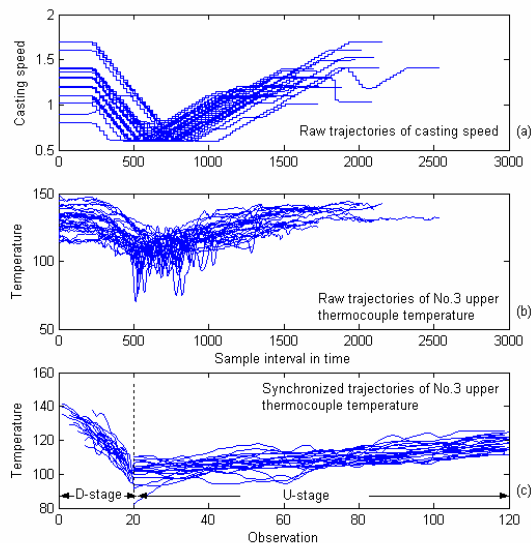 2
1.5
1
0.5
Casting speed
Raw trajectories of casting speed
(a)
0 500 1000 1500 2000 2500 3000
150
100
50
Temperature
Raw trajectories of No.3 upper
thermocouple temperature
(b)
0 500 1000 1500 2000 2500 3000
Sample interval in time
160
140
120
100
80
Temperature
Synchronized trajectories of No.3 upper
thermocouple temperature
(c)
D-stage
U-stage
(c)
0 20 40 60 80 100 120
Observation